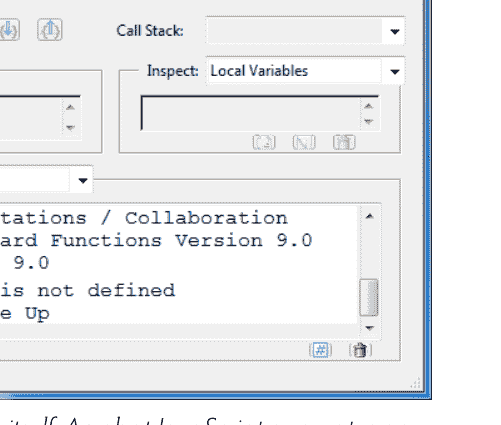 Call Stack:
Inspect: Local Variables
tations / Collaboration
ard Functions Version 9.0
9.0
is not defined
e Up